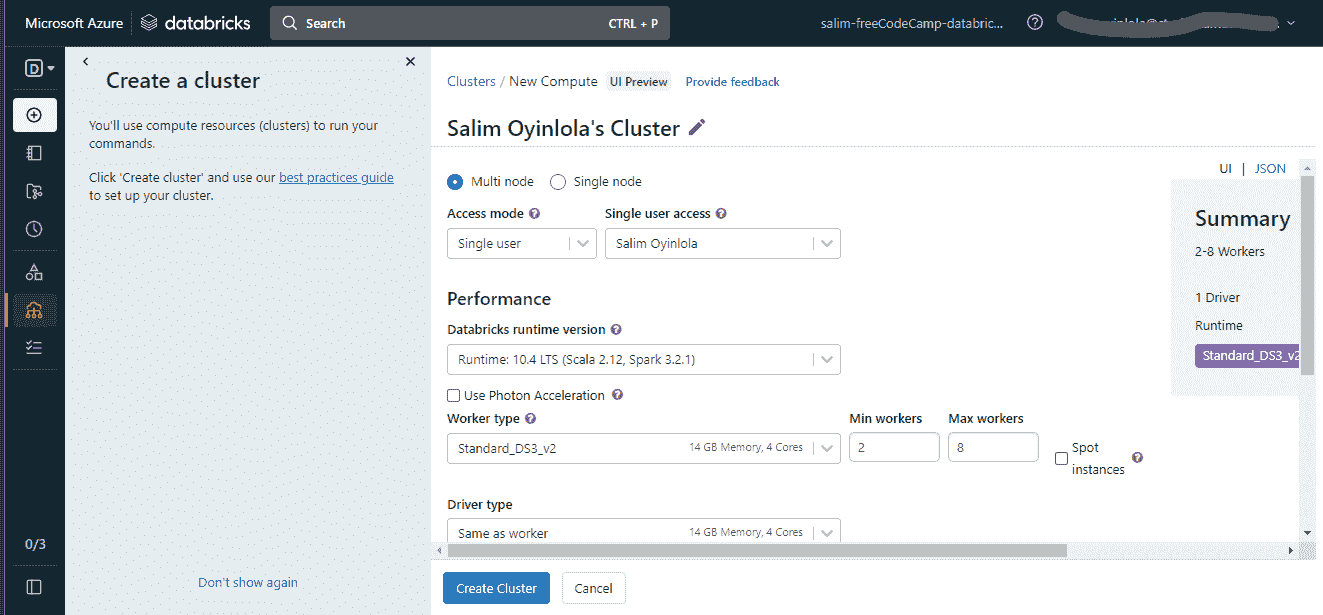 Microsoft Azure databricks Search CTRL + P salim-freeCodeCamp-databric...
D
Create a cluster
You'll use compute resources (clusters) to run your
commands.
Click 'Create cluster' and use our best practices guide
to set up your cluster.
0/3
Don't show again
Clusters / New Compute UI Preview Provide feedback
Salim Oyinlola's Cluster
UI | JSON
Multi node Single node
Access mode Single user access
Single user Salim Oyinlola
Performance
Databricks runtime version
Runtime: 10.4 LTS (Scala 2.12, Spark 3.2.1)
Use Photon Acceleration
Worker type Min workers Max workers
Standard_DS3_v2 14 GB Memory, 4 Cores 2 8 Spot
instances
Driver type
Same as worker 14 GB Memory, 4 Cores
Summary
2-8 Workers
1 Driver
Runtime
Standard_DS3_v2
Create Cluster Cancel